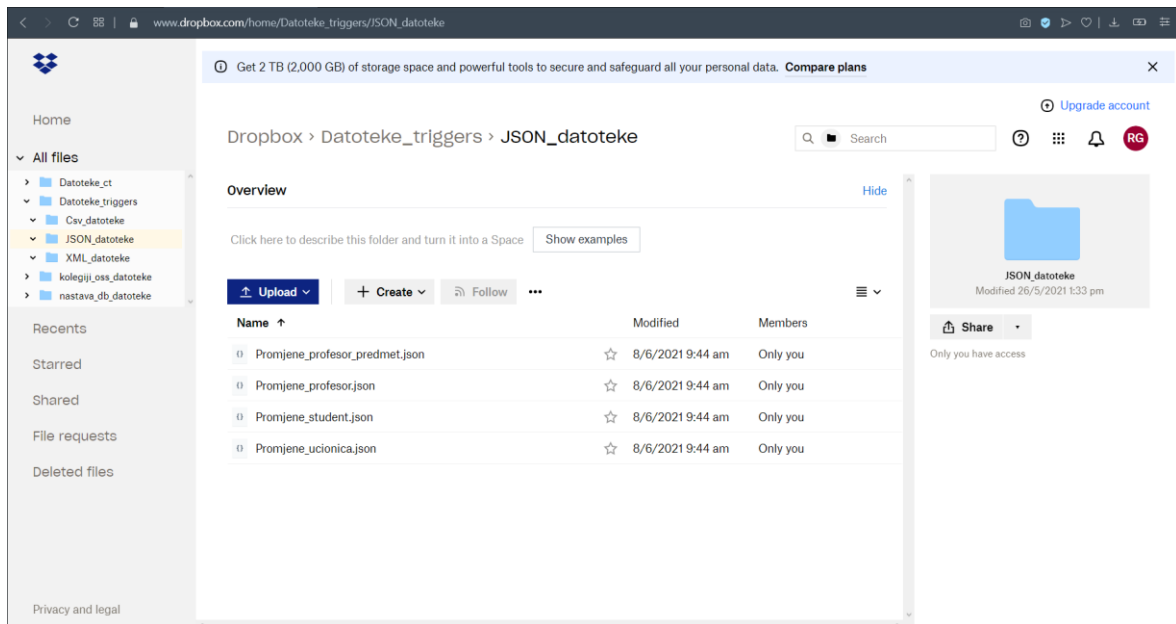 www.dropbox.com/home/Datoteke_triggers/JSON_datoteke
Get 2 TB (2,000 GB) of storage space and powerful tools to secure and safeguard all your personal data. Compare plans
Upgrade account
Home
All files
Datoteke_ct
Datoteke_triggers
Csv_datoteke
JSON_datoteke
XML_datoteke
kolegiji_oss_datoteke
nastava_db_datoteke
Recents
Starred
Shared
File requests
Deleted files
Privacy and legal
Dropbox › Datoteke_triggers › JSON_datoteke
Search
RG
Overview
Hide
Click here to describe this folder and turn it into a Space Show examples
Upload Create Follow
Name Modified Members
Promjene_profesor_predmet.json 8/6/2021 9:44 am Only you
Promjene_profesor.json 8/6/2021 9:44 am Only you
Promjene_student.json 8/6/2021 9:44 am Only you
Promjene_ucionica.json 8/6/2021 9:44 am Only you
JSON_datoteke
Modified 26/5/2021 1:33 pm
Share
Only you have access